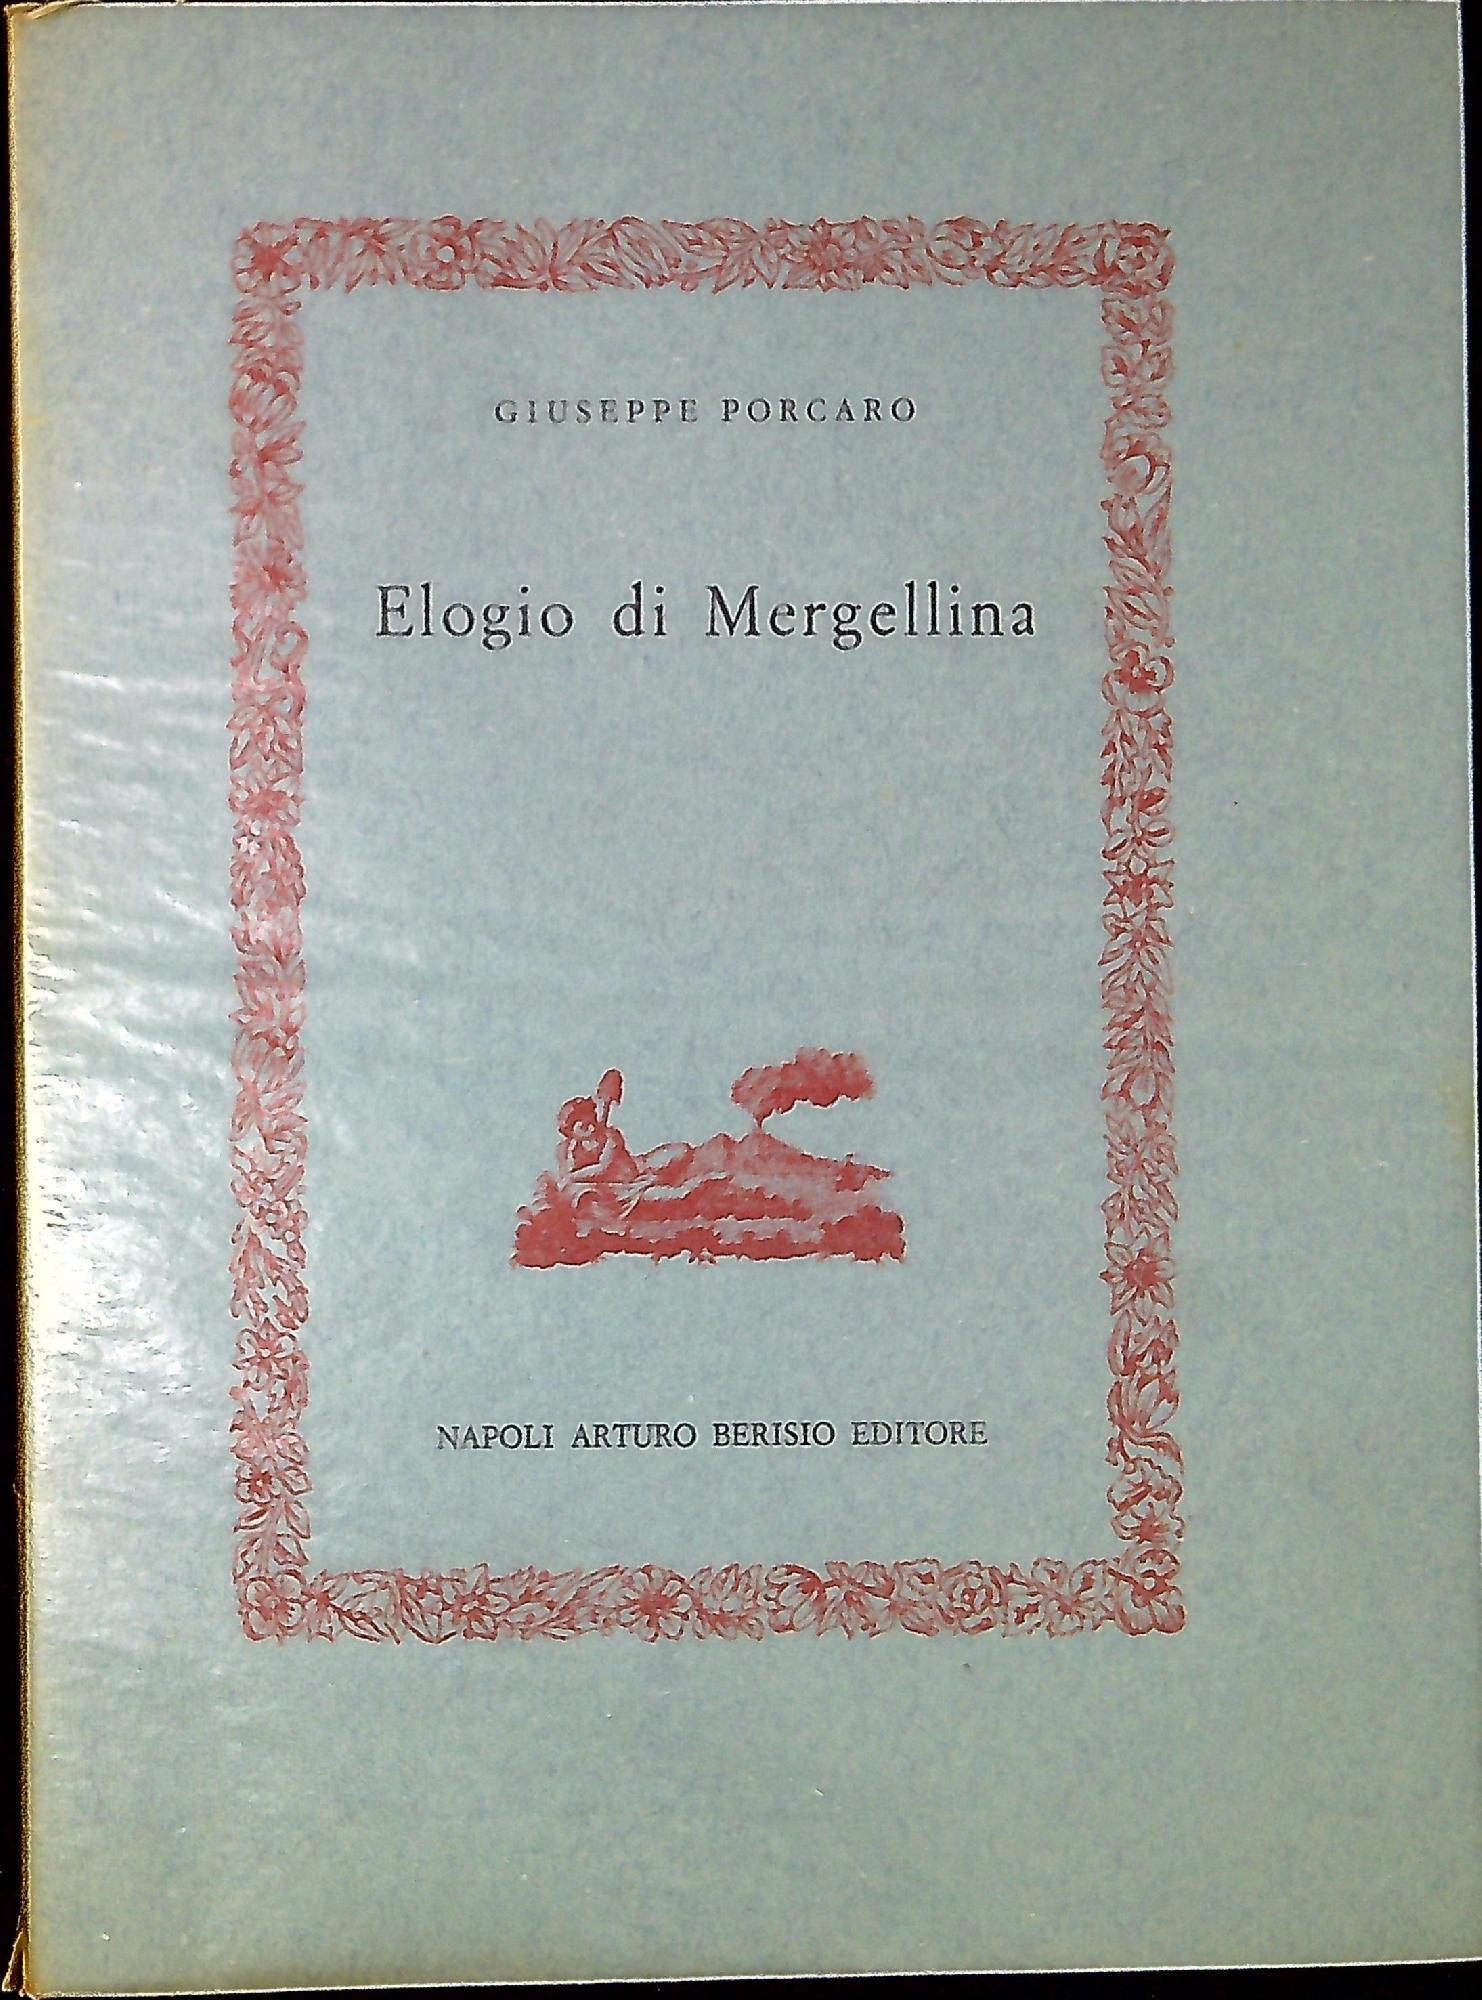 GIUSEPPE PORCARO
Elogio di Mergellina
NAPOLI ARTURO BERISIO EDITORE